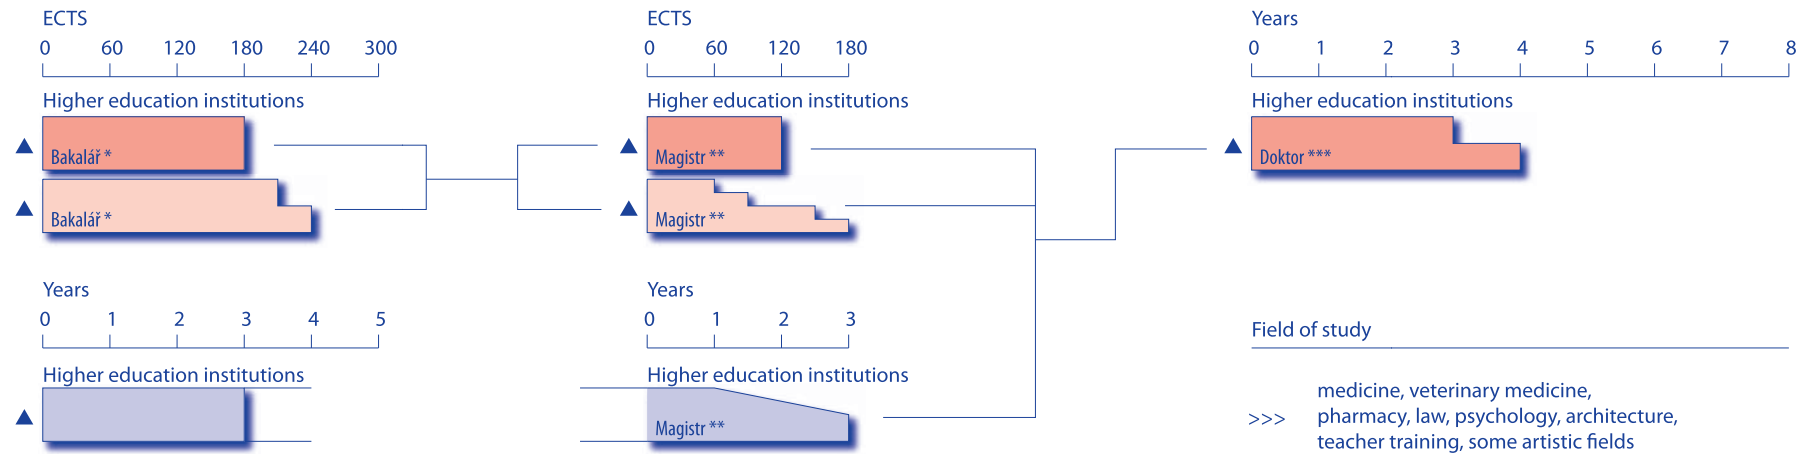 ECTS
0 60 120 180 240 300
Higher education institutions
Bakalář *
Bakalář *
Years
0 1 2 3 4 5
Higher education institutions
ECTS
0 60 120 180
Higher education institutions
Magistr **
Magistr **
Years
0 1 2 3
Higher education institutions
Magistr **
Years
0 1 2 3 4 5 6 7 8
Higher education institutions
Doktor ***
Field of study
>>> medicine, veterinary medicine,
pharmacy, law, psychology, architecture,
teacher training, some artistic fields